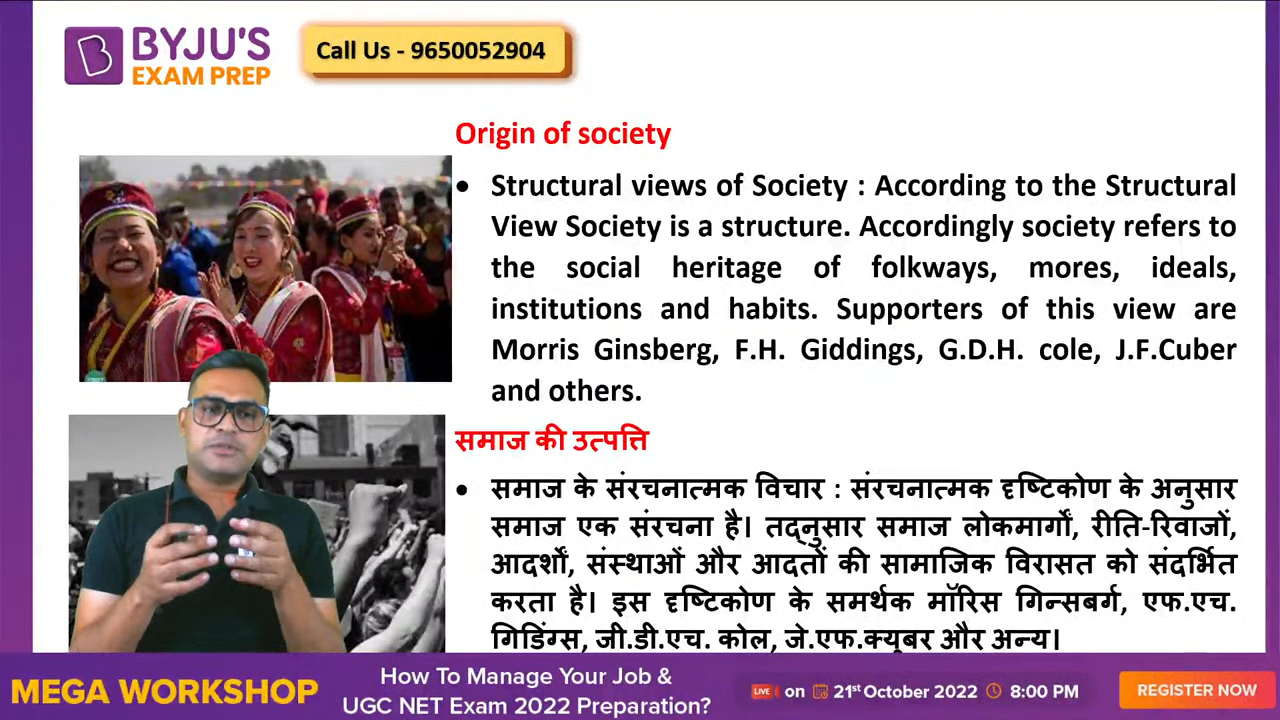 BYJU'S
EXAM PREP
Call Us - 9650052904
Origin of society
• Structural views of Society : According to the Structural
View Society is a structure. Accordingly society refers to
the social heritage of folkways, mores, ideals,
institutions and habits. Supporters of this view are
Morris Ginsberg, F.H. Giddings, G.D.H. cole, J.F.Cuber
and others.
समाज की उत्पत्ति
• समाज के संरचनात्मक विचार : संरचनात्मक दृष्टिकोण के अनुसार
समाज एक संरचना है। तद्नुसार समाज लोकमार्गों, रीति-रिवाजों,
आदर्शों, संस्थाओं और आदतों की सामाजिक विरासत को संदर्भित
करता है। इस दृष्टिकोण के समर्थक मॉरिस गिन्सबर्ग, एफ.एच.
गिडिंग्स, जी.डी.एच. कोल, जे.एफ.क्यूबर और अन्य।
MEGA WORKSHOP
How To Manage Your Job &
UGC NET Exam 2022 Preparation?
LIVE on 21st October 2022 8:00 PM
REGISTER NOW